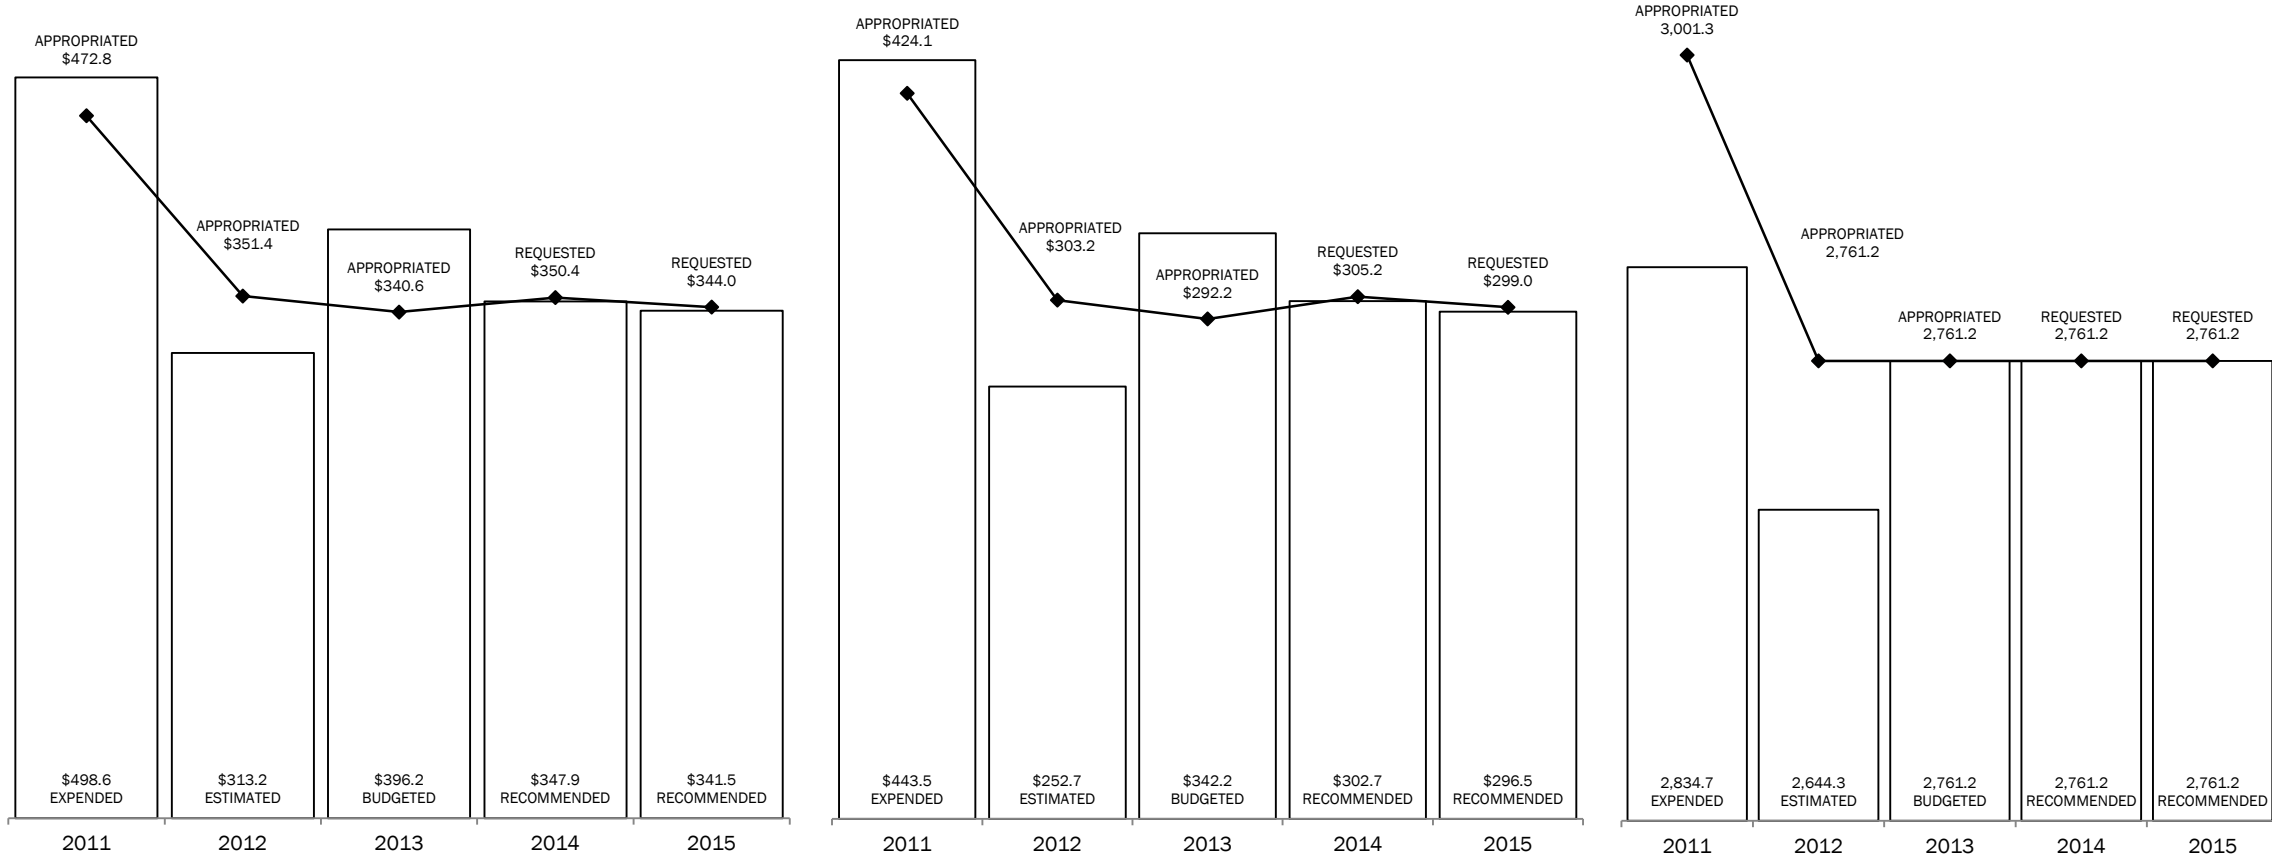 APPROPRIATED
$472.8
APPROPRIATED
$351.4
APPROPRIATED
$340.6
REQUESTED
$350.4
REQUESTED
$344.0
$498.6
EXPENDED
$313.2
ESTIMATED
$396.2
BUDGETED
$347.9
RECOMMENDED
$341.5
RECOMMENDED
2011
2012
2013
2014
2015
APPROPRIATED
$424.1
APPROPRIATED
$303.2
APPROPRIATED
$292.2
REQUESTED
$305.2
REQUESTED
$299.0
$443.5
EXPENDED
$252.7
ESTIMATED
$342.2
BUDGETED
$302.7
RECOMMENDED
$296.5
RECOMMENDED
2011
2012
2013
2014
2015
APPROPRIATED
3,001.3
APPROPRIATED
2,761.2
APPROPRIATED
2,761.2
REQUESTED
2,761.2
REQUESTED
2,761.2
2,834.7
EXPENDED
2,644.3
ESTIMATED
2,761.2
BUDGETED
2,761.2
RECOMMENDED
2,761.2
RECOMMENDED
2011
2012
2013
2014
2015